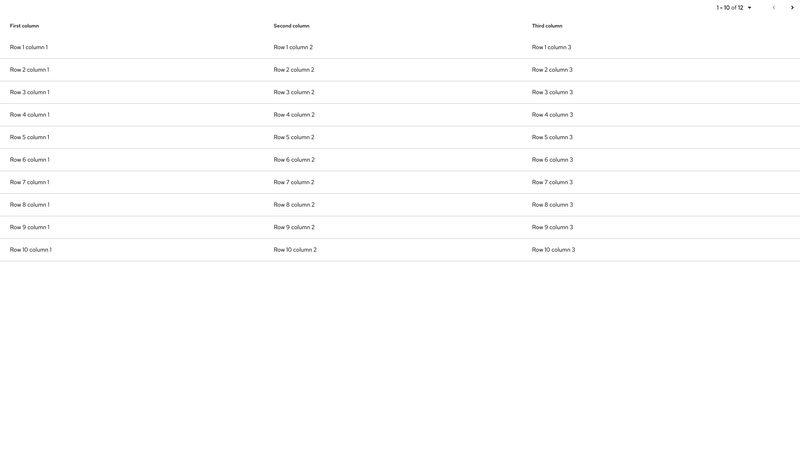 1 - 10 of 12
First column Second column Third column
Row 1 column 1 Row 1 column 2 Row 1 column 3
Row 2 column 1 Row 2 column 2 Row 2 column 3
Row 3 column 1 Row 3 column 2 Row 3 column 3
Row 4 column 1 Row 4 column 2 Row 4 column 3
Row 5 column 1 Row 5 column 2 Row 5 column 3
Row 6 column 1 Row 6 column 2 Row 6 column 3
Row 7 column 1 Row 7 column 2 Row 7 column 3
Row 8 column 1 Row 8 column 2 Row 8 column 3
Row 9 column 1 Row 9 column 2 Row 9 column 3
Row 10 column 1 Row 10 column 2 Row 10 column 3